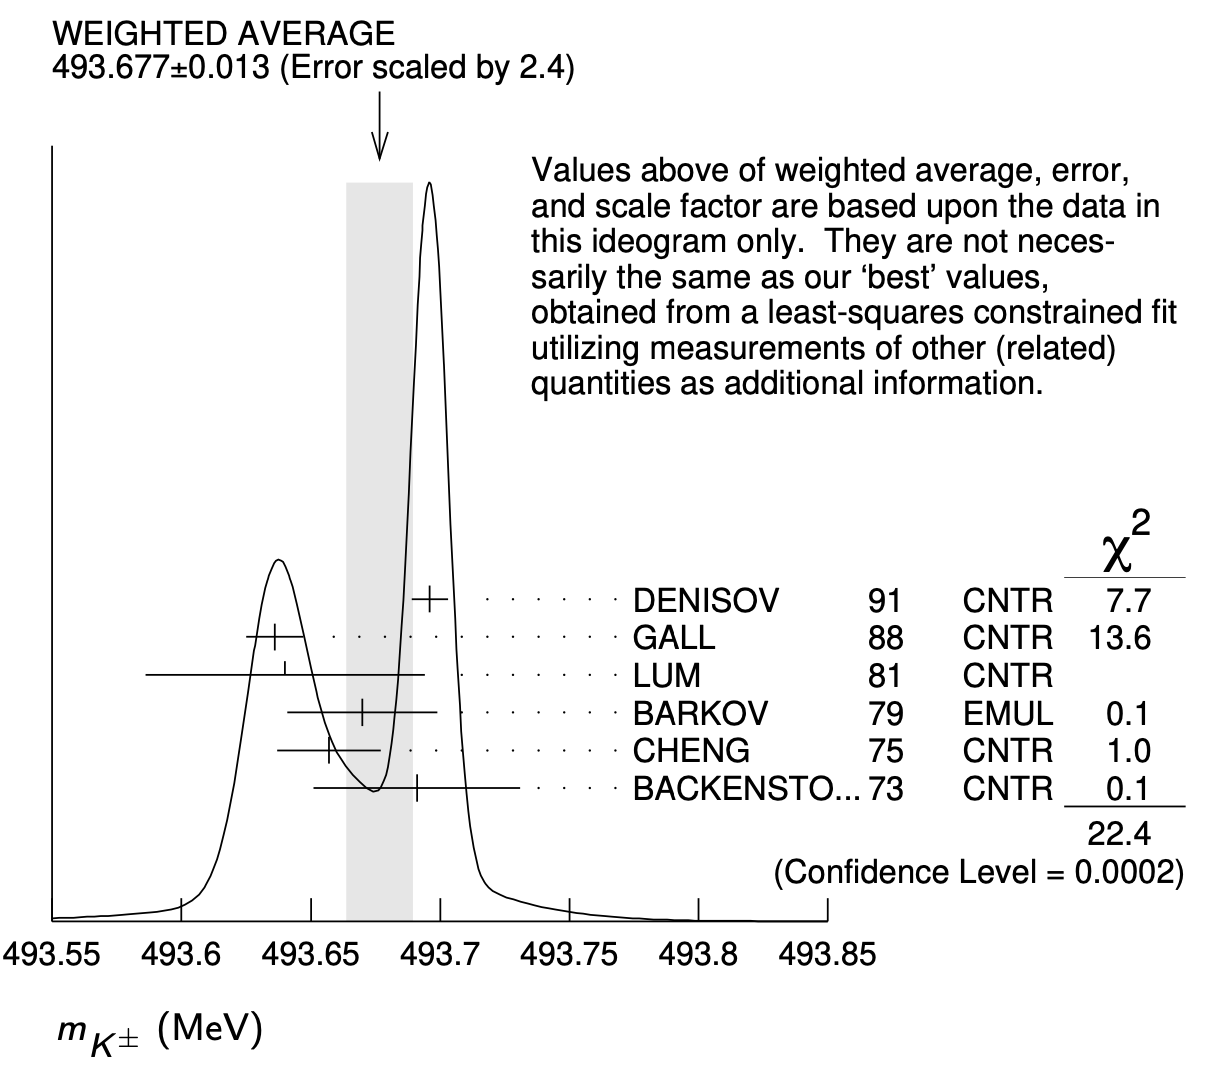 WEIGHTED AVERAGE
493.677±0.013 (Error scaled by 2.4)
Values above of weighted average, error,
and scale factor are based upon the data in
this ideogram only.  They are not neces-
sarily the same as our ‘best’ values,
obtained from a least-squares constrained fit
utilizing measurements of other (related)
quantities as additional information.
χ²
DENISOV 91 CNTR 7.7
GALL 88 CNTR 13.6
LUM 81 CNTR
BARKOV 79 EMUL 0.1
CHENG 75 CNTR 1.0
BACKENSTO... 73 CNTR 0.1
22.4
(Confidence Level = 0.0002)
493.55 493.6 493.65 493.7 493.75 493.8 493.85
m K± (MeV)